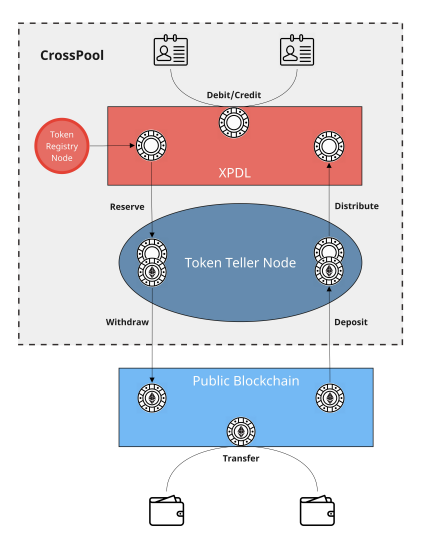 CrossPool
Debit/Credit
Token
Registry
Node
XPDL
Reserve
Distribute
Token Teller Node
Withdraw
Deposit
Public Blockchain
Transfer